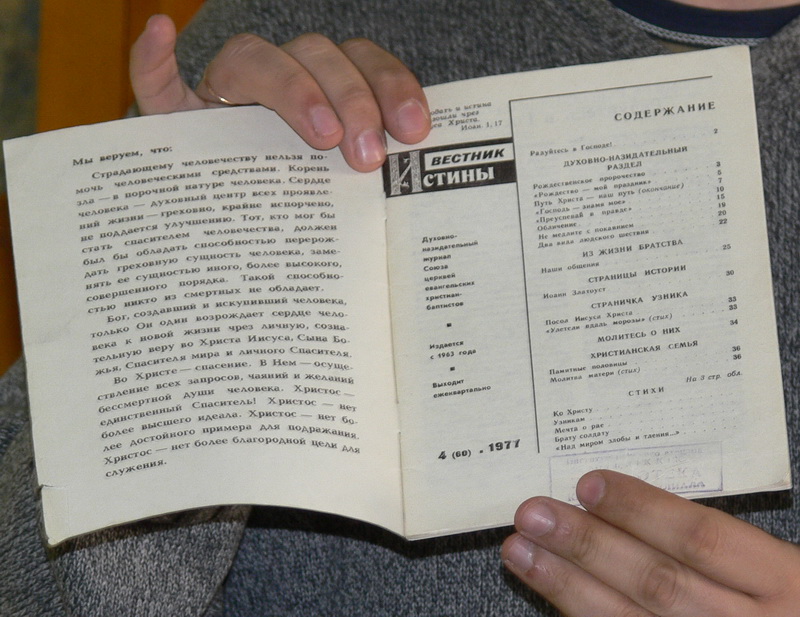 Мы веруем, что:
Страдающему человечеству нельзя по-
мочь человеческими средствами. Корень
зла — в порочной натуре человека. Сердце
человека — духовный центр всех проявле-
ний жизни — греховно, крайне испорчено,
не поддается улучшению. Тот, кто мог бы
стать спасителем человечества, должен
был бы обладать способностью перерож-
дать греховную сущность человека, заме-
нять ее сущностью иного, более высокого,
совершенного порядка. Такой способно-
стью никто из смертных не обладает.
Бог, создавший и искупивший человека,
только Он один возрождает сердце чело-
века к новой жизни чрез личную, созна-
тельную веру во Христа Иисуса, Сына Бо-
жья, Спасителя мира и личного Спасителя.
Во Христе — спасение. В Нем — осуще-
ствление всех запросов, чаяний и желаний
бессмертной души человека. Христос —
единственный Спаситель! Христос — нет
более высшего идеала. Христос — нет бо-
лее достойного примера для подражания.
Христос — нет более благородной цели для
служения.
и истина
чрез
Христа.
Иоан. 1, 17
ВЕСТНИК
Истины
Духовно-
назидательный
журнал
Союза
церквей
евангельских
христиан-
баптистов
Издается
с 1963 года
Выходит
ежеквартально
4 (60) • 1977
СОДЕРЖАНИЕ
Радуйтесь в Господе! 2
ДУХОВНО-НАЗИДАТЕЛЬНЫЙ
РАЗДЕЛ
Рождественское пророчество 3
«Рождество — мой праздник» 5
Путь Христа — наш путь (окончание) 7
«Господь — знамя мое» 10
«Преуспевай в правде» 15
Обличение 19
Не медлите с покаянием 20
Два вида людского шествия 22
ИЗ ЖИЗНИ БРАТСТВА
Наши общения 25
СТРАНИЦЫ ИСТОРИИ
Иоанн Златоуст 30
СТРАНИЧКА УЗНИКА
Посол Иисуса Христа 33
«Улетели вдаль морозы» (стих) 33
МОЛИТЕСЬ О НИХ 34
ХРИСТИАНСКАЯ СЕМЬЯ
Памятные половицы 36
Молитва матери (стих) 36
СТИХИ На 3 стр. обл.
Ко Христу
Узникам
Мечта о рае
Брату солдату
«Над миром злобы и тления...»